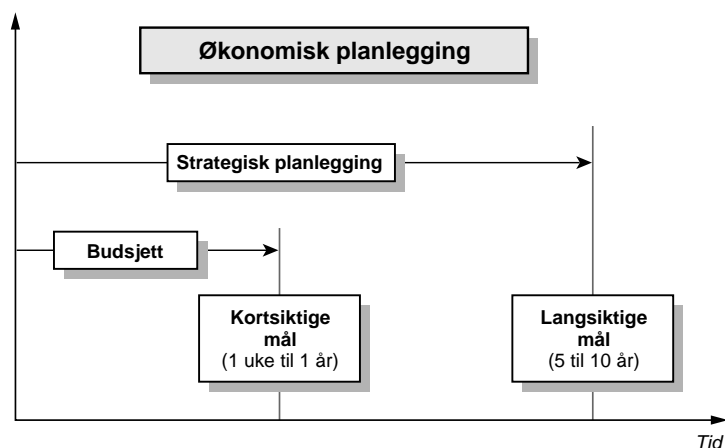 Økonomisk planlegging
Strategisk planlegging
Budsjett
Kortsiktige
mål
(1 uke til 1 år)
Langsiktige
mål
(5 til 10 år)
Tid